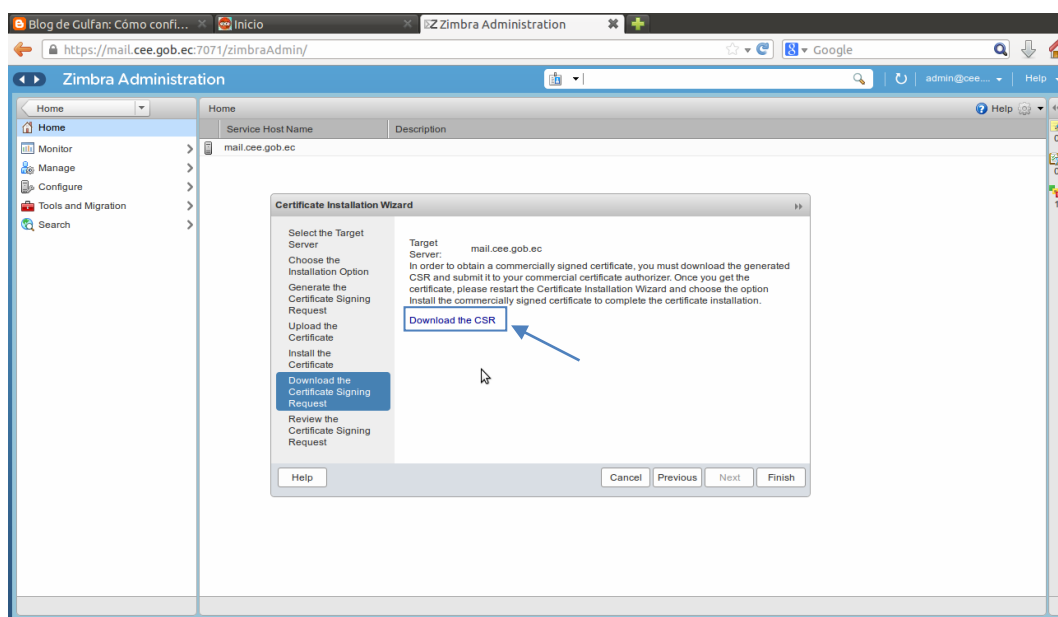 Blog de Gulfan: Cómo confi...
Inicio
Zimbra Administration
https://mail.cee.gob.ec:7071/zimbraAdmin/
Google
Zimbra Administration
admin@cee....
Help
Home
Home
Help
Home
Service Host Name
Description
Monitor
mail.cee.gob.ec
Manage
Configure
Tools and Migration
Search
Certificate Installation Wizard
Select the Target
Server
Choose the
Installation Option
Generate the
Certificate Signing
Request
Upload the
Certificate
Install the
Certificate
Download the
Certificate Signing
Request
Review the
Certificate Signing
Request
Target
Server:
mail.cee.gob.ec
In order to obtain a commercially signed certificate, you must download the generated
CSR and submit it to your commercial certificate authorizer. Once you get the
certificate, please restart the Certificate Installation Wizard and choose the option
Install the commercially signed certificate to complete the certificate installation.
Download the CSR
Help
Cancel
Previous
Next
Finish